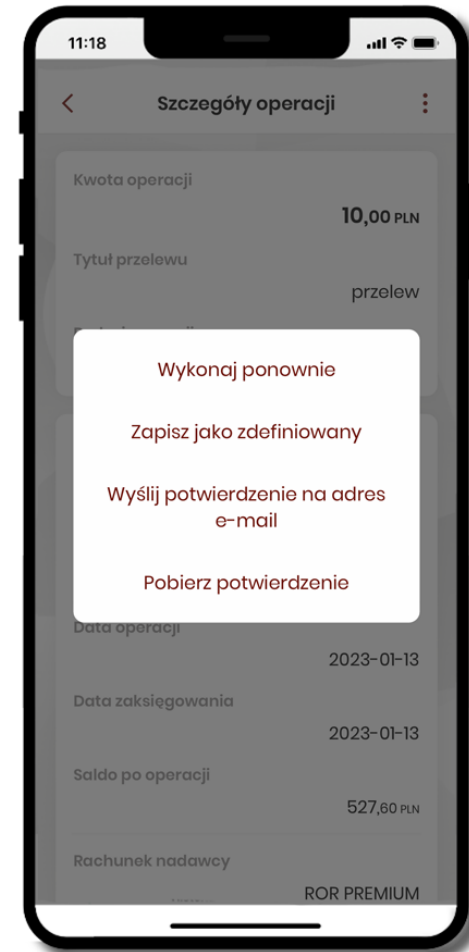 11:18
Szczegóły operacji
Kwota operacji
10,00 PLN
Tytuł przelewu
przelew
Wykonaj ponownie
Zapisz jako zdefiniowany
Wyślij potwierdzenie na adres
e-mail
Pobierz potwierdzenie
Data operacji
2023-01-13
Data zaksięgowania
2023-01-13
Saldo po operacji
527,60 PLN
Rachunek nadawcy
ROR PREMIUM